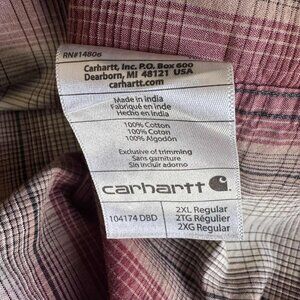 RN#14806
Carhartt, Inc. P.O. Box 600
Dearborn, MI 48121 USA
carhartt.com
Made in India
Fabriqué en inde
Hecho en India
100% Cotton
100% Coton
100% Algodón
Exclusive of trimming
Sans garniture
Sin incluir adorno
carhartt
104174 DBD
2XL Regular
2TG Régulier
2XG Regular